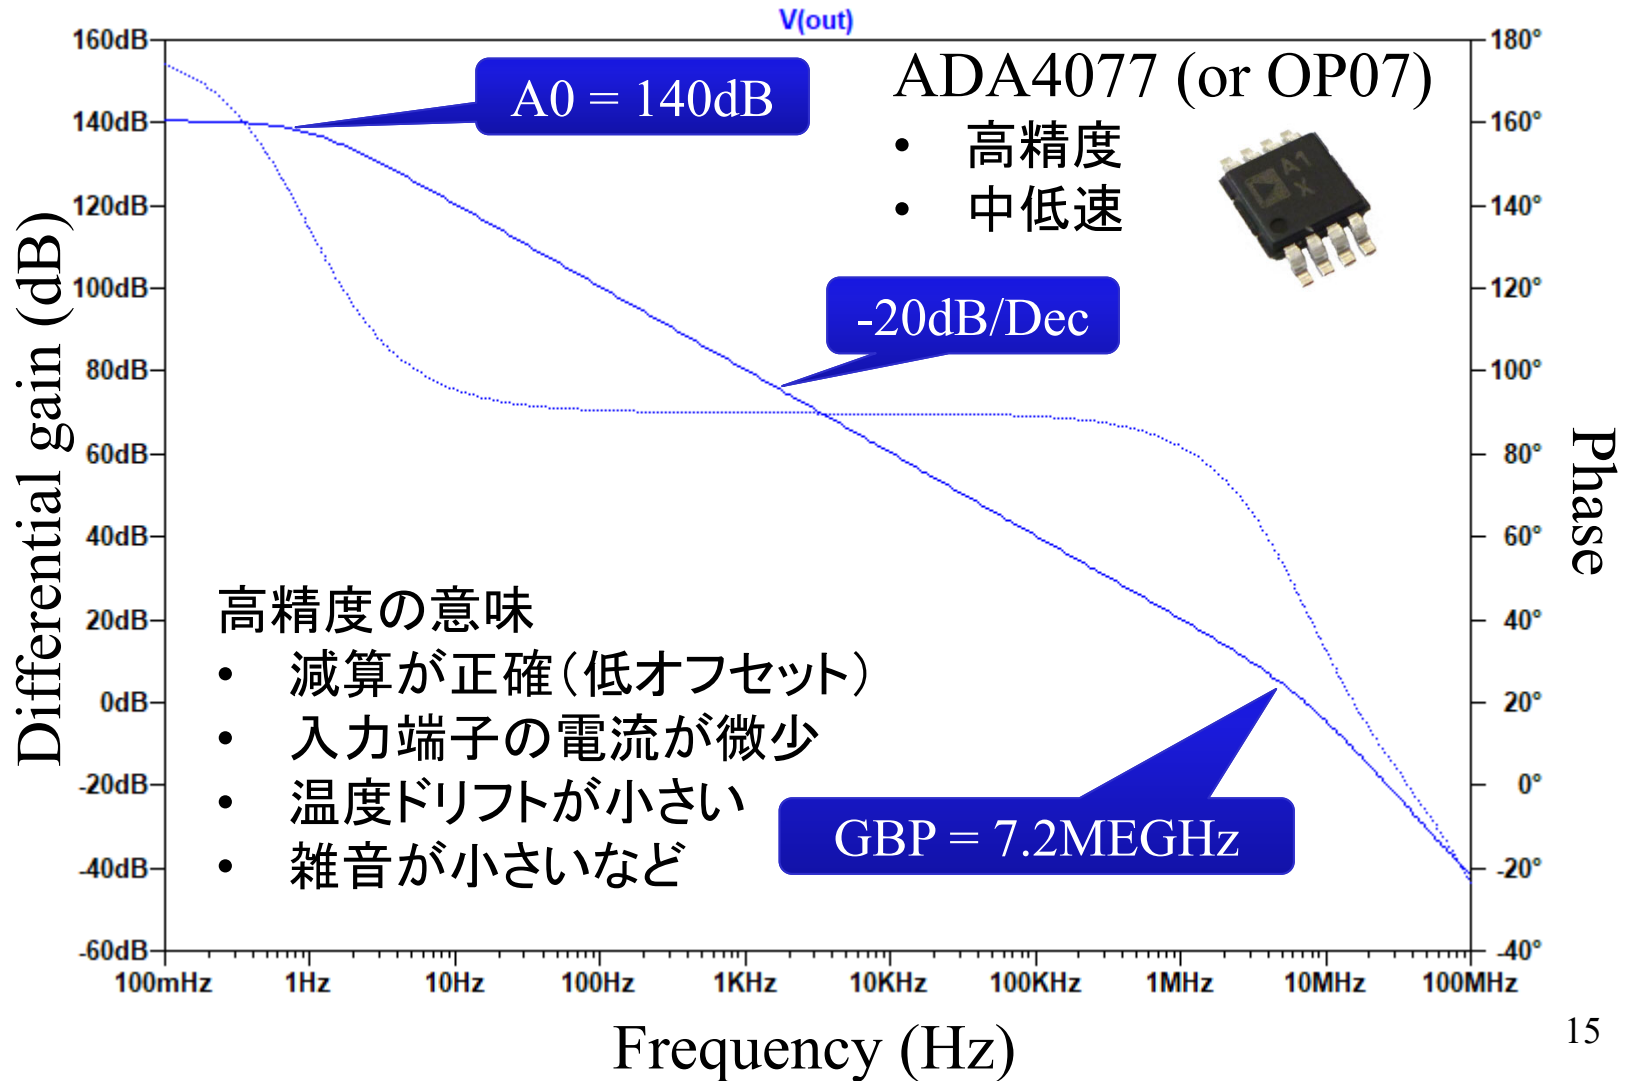 V(out)
160dB
140dB
120dB
100dB
80dB
60dB
40dB
20dB
0dB
-20dB
-40dB
-60dB
Differential gain (dB)
A0 = 140dB
ADA4077 (or OP07)
• 高精度
• 中低速
A1
X
-20dB/Dec
高精度の意味
• 減算が正確(低オフセット)
• 入力端子の電流が微少
• 温度ドリフトが小さい
• 雑音が小さいなど
GBP = 7.2MEGHz
180°
160°
140°
120°
100°
80°
60°
40°
20°
0°
-20°
-40°
Phase
100mHz 1Hz 10Hz 100Hz 1KHz 10KHz 100KHz 1MHz 10MHz 100MHz
Frequency (Hz)
15